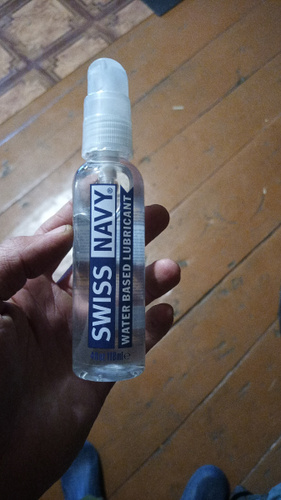 SWISS NAVY®
WATER BASED LUBRICANT